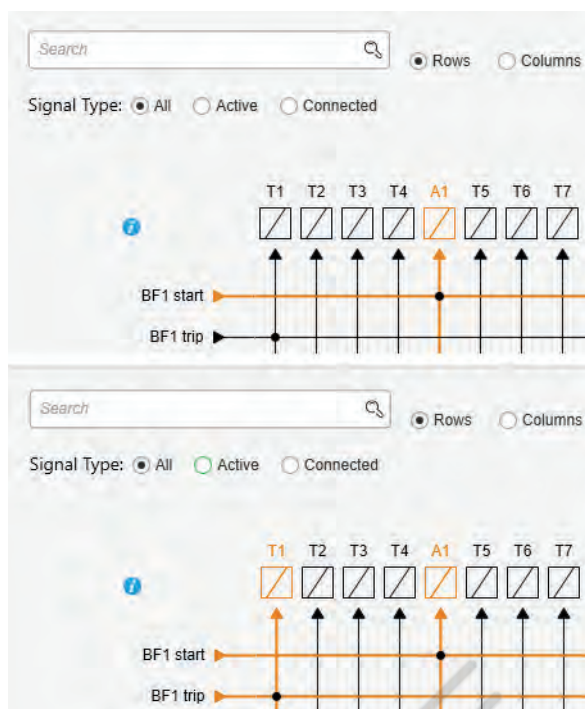 Search
Rows Columns
Signal Type: All Active Connected
T1 T2 T3 T4 A1 T5 T6 T7
i
BF1 start
BF1 trip
Search
Rows Columns
Signal Type: All Active Connected
T1 T2 T3 T4 A1 T5 T6 T7
i
BF1 start
BF1 trip